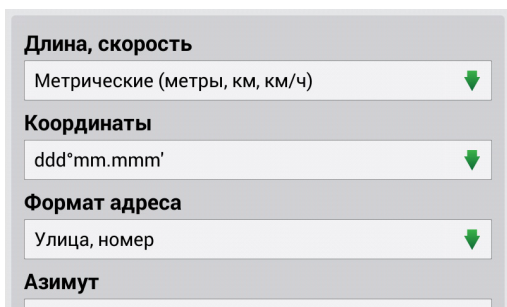 Длина, скорость
Метрические (метры, км, км/ч)
Координаты
ddd°mm.mmm'
Формат адреса
Улица, номер
Азимут